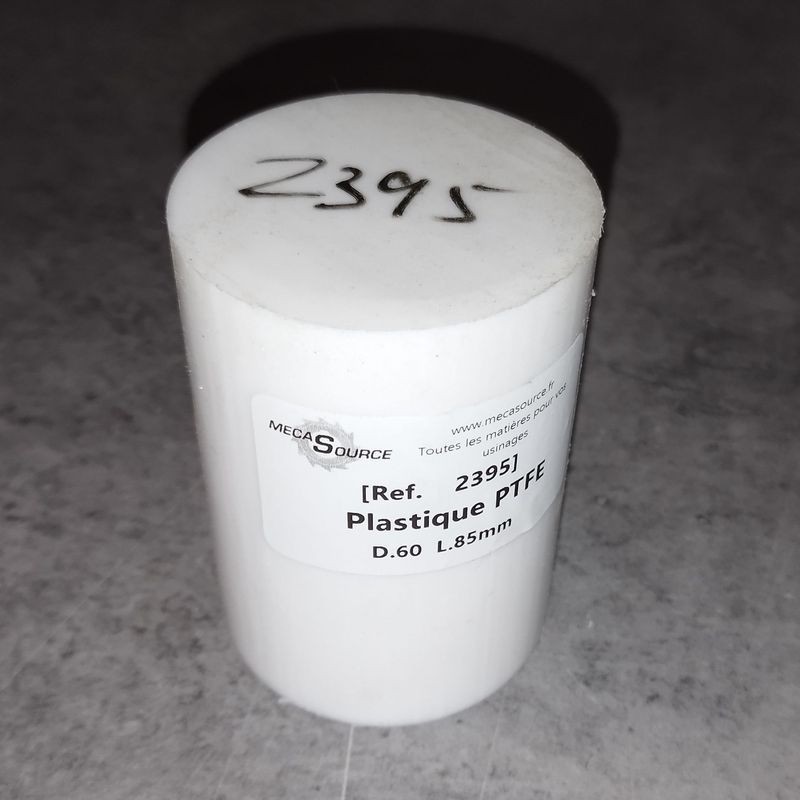 2395
MECASOURCE
www.mecasource.fr
Toutes les matières pour vos
usinages
[Ref. 2395]
Plastique PTFE
D.60 L.85mm